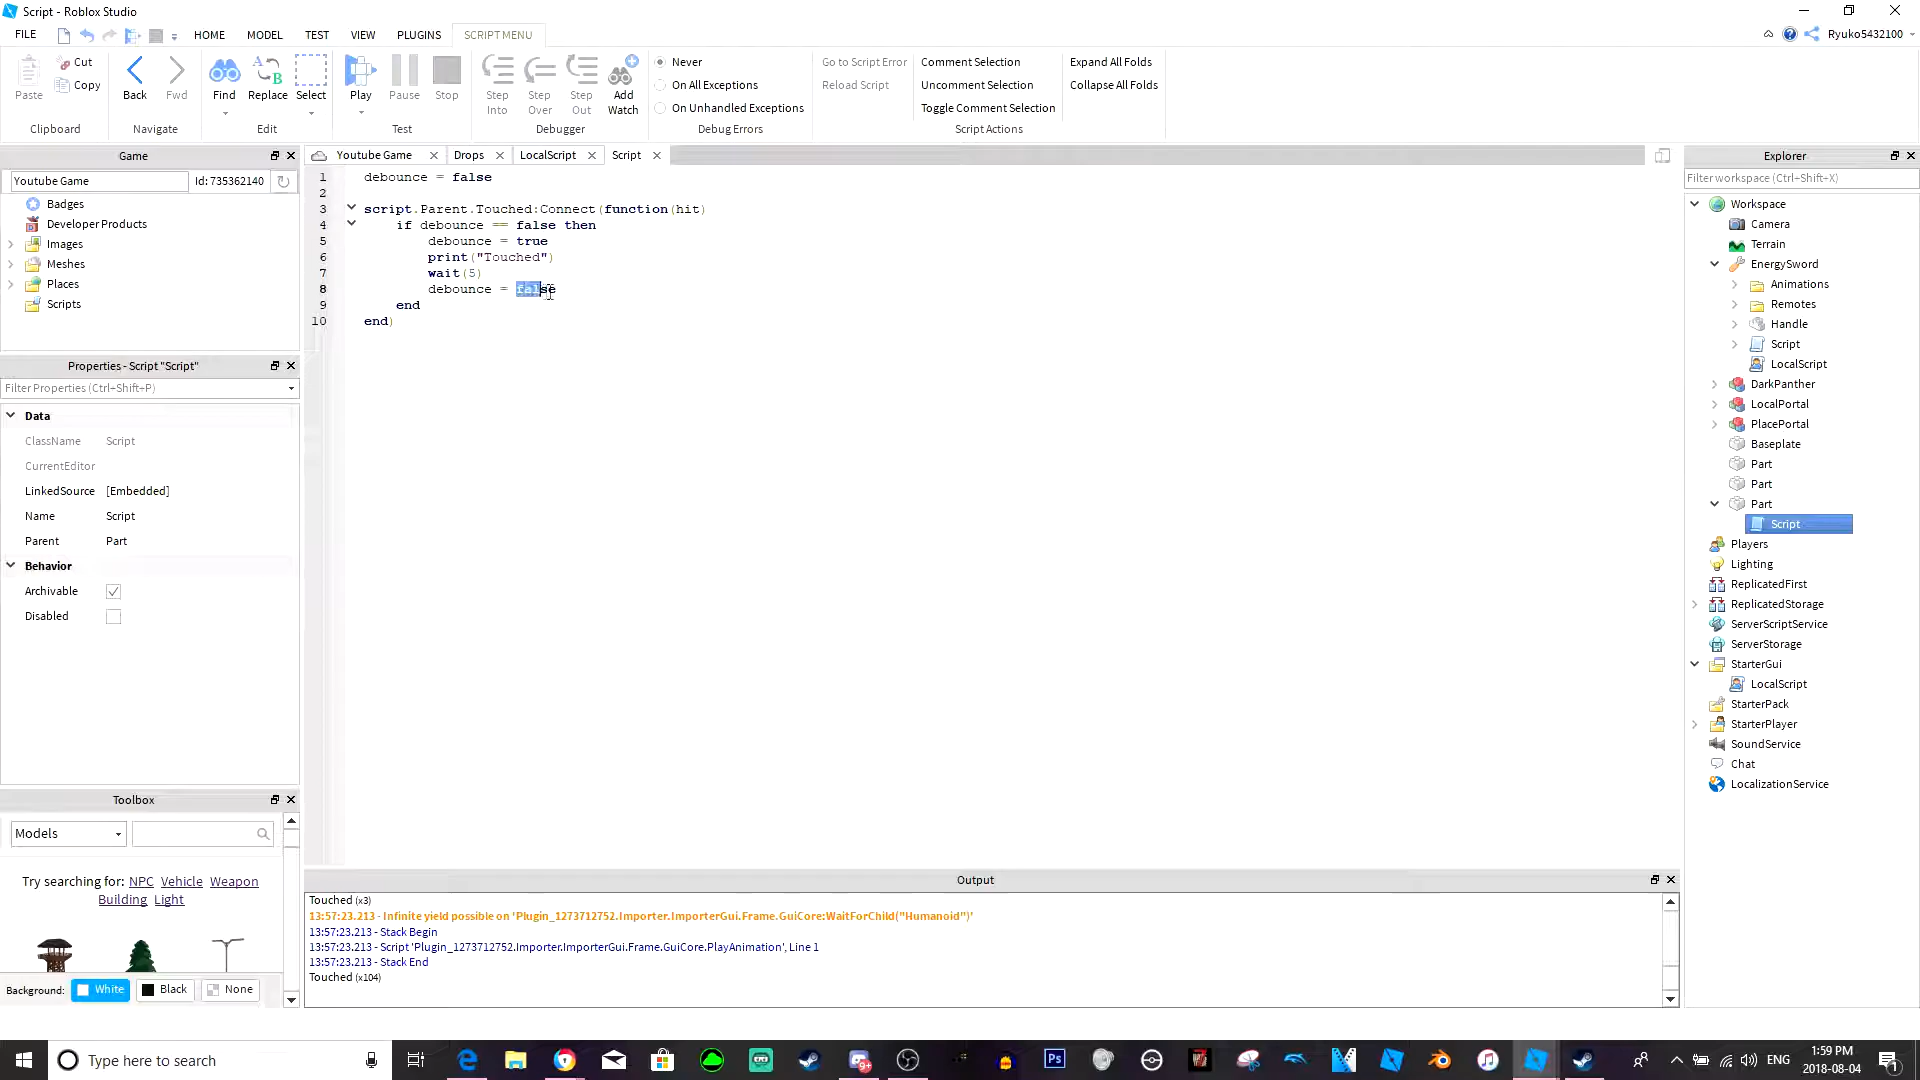 Script - Roblox Studio
FILE
HOME
MODEL
TEST
VIEW
PLUGINS
SCRIPT MENU
Ryuko5432100
Paste
Cut
Copy
Clipboard
Back
Fwd
Navigate
Find
Replace
Select
Edit
Play
Pause
Stop
Test
Step Into
Step Over
Step Out
Add Watch
Debugger
Never
On All Exceptions
On Unhandled Exceptions
Debug Errors
Go to Script Error
Reload Script
Comment Selection
Uncomment Selection
Toggle Comment Selection
Script Actions
Expand All Folds
Collapse All Folds
Game
Youtube Game
Id: 735362140
Badges
Developer Products
Images
Meshes
Places
Scripts
Properties - Script "Script"
Filter Properties (Ctrl+Shift+P)
Data
ClassName Script
CurrentEditor
LinkedSource [Embedded]
Name Script
Parent Part
Behavior
Archivable
Disabled
Toolbox
Models
Try searching for: NPC Vehicle Weapon
Building Light
Background: White Black None
Youtube Game
Drops
LocalScript
Script
1 debounce = false
2
3 script.Parent.Touched:Connect(function(hit)
4 if debounce == false then
5 debounce = true
6 print("Touched")
7 wait(5)
8 debounce = false
9 end
10 end)
Output
Touched (x3)
13:57:23.213 - Infinite yield possible on 'Plugin_1273712752.Importer.ImporterGui.Frame.GuiCore:WaitForChild("Humanoid")'
13:57:23.213 - Stack Begin
13:57:23.213 - Script 'Plugin_1273712752.Importer.ImporterGui.Frame.GuiCore.PlayAnimation', Line 1
13:57:23.213 - Stack End
Touched (x104)
Explorer
Filter workspace (Ctrl+Shift+X)
Workspace
Camera
Terrain
EnergySword
Animations
Remotes
Handle
Script
LocalScript
DarkPanther
LocalPortal
PlacePortal
Baseplate
Part
Part
Part
Script
Players
Lighting
ReplicatedFirst
ReplicatedStorage
ServerScriptService
ServerStorage
StarterGui
LocalScript
StarterPack
StarterPlayer
SoundService
Chat
LocalizationService
Type here to search
Ps
ENG
1:59 PM
2018-08-04